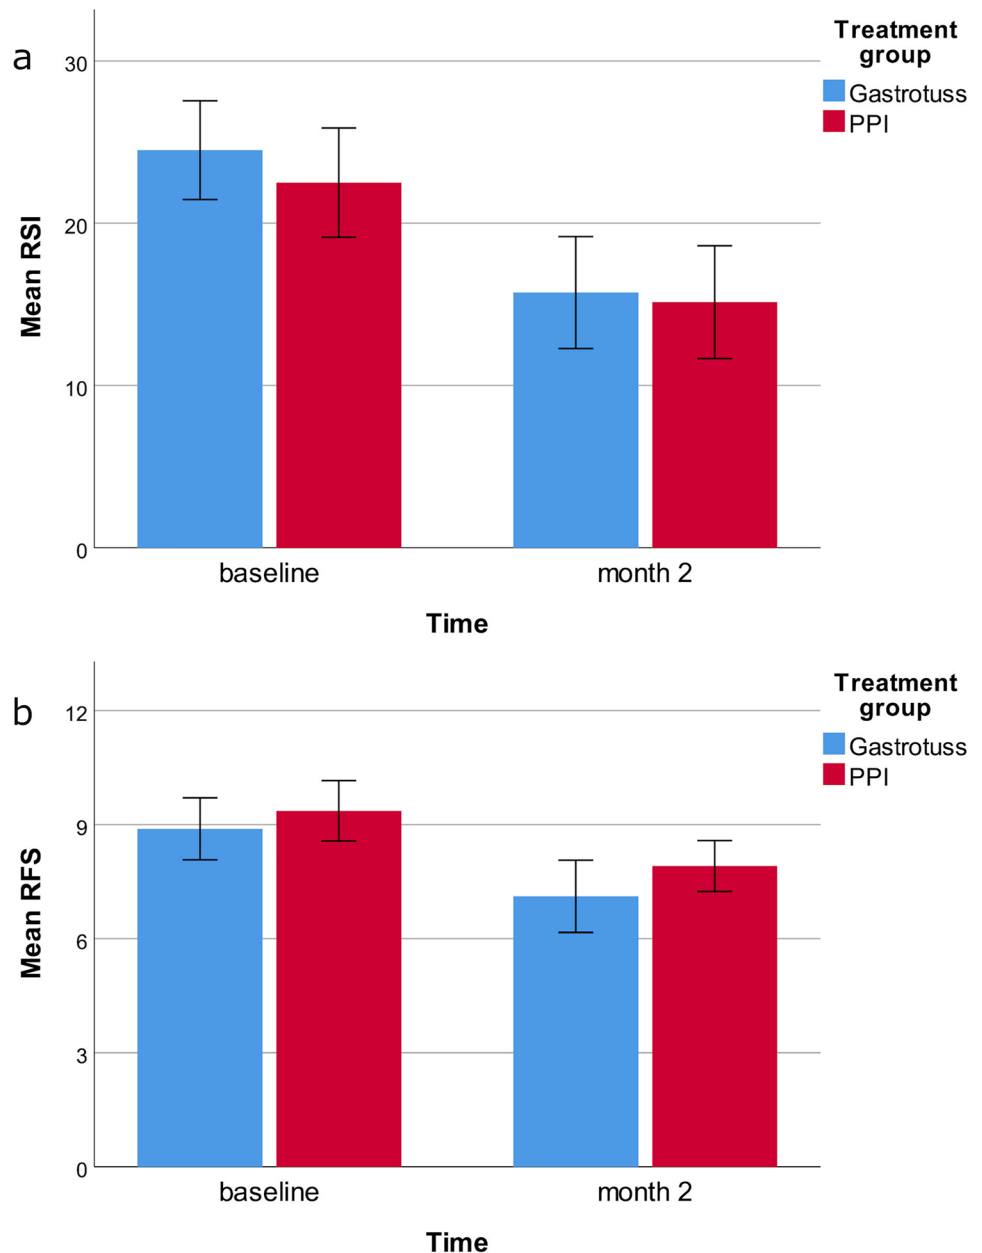 a
Treatment
group
Gastrotuss
PPI
30
20
10
0
Mean RSI
baseline
month 2
Time
b
Treatment
group
Gastrotuss
PPI
12
9
6
3
0
Mean RFS
baseline
month 2
Time